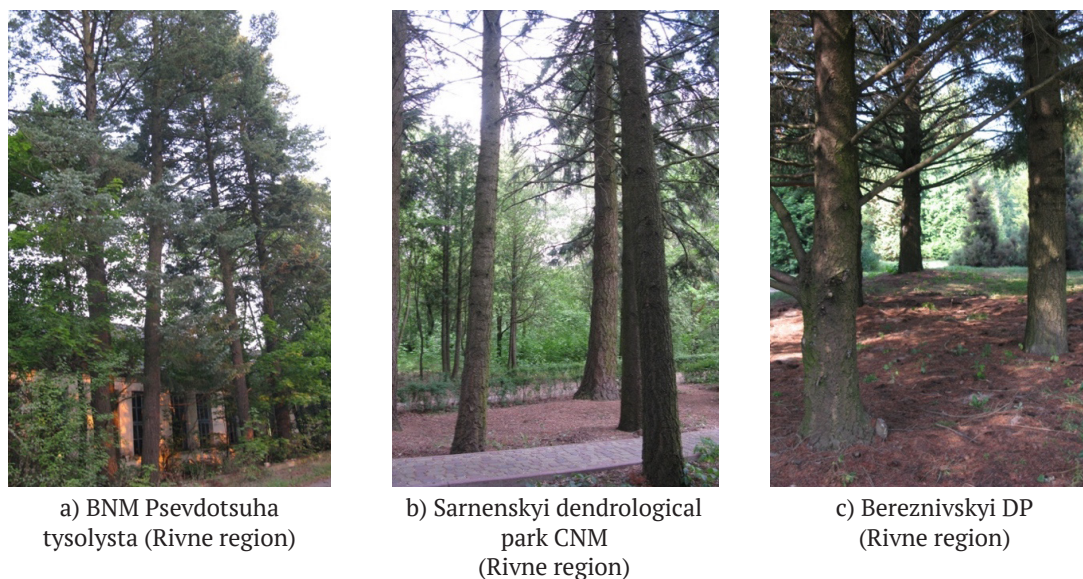 a) BNM Psevdotsuha
tysolysta (Rivne region)
b) Sarnenskyi dendrological
park CNM
(Rivne region)
c) Bereznivskyi DP
(Rivne region)